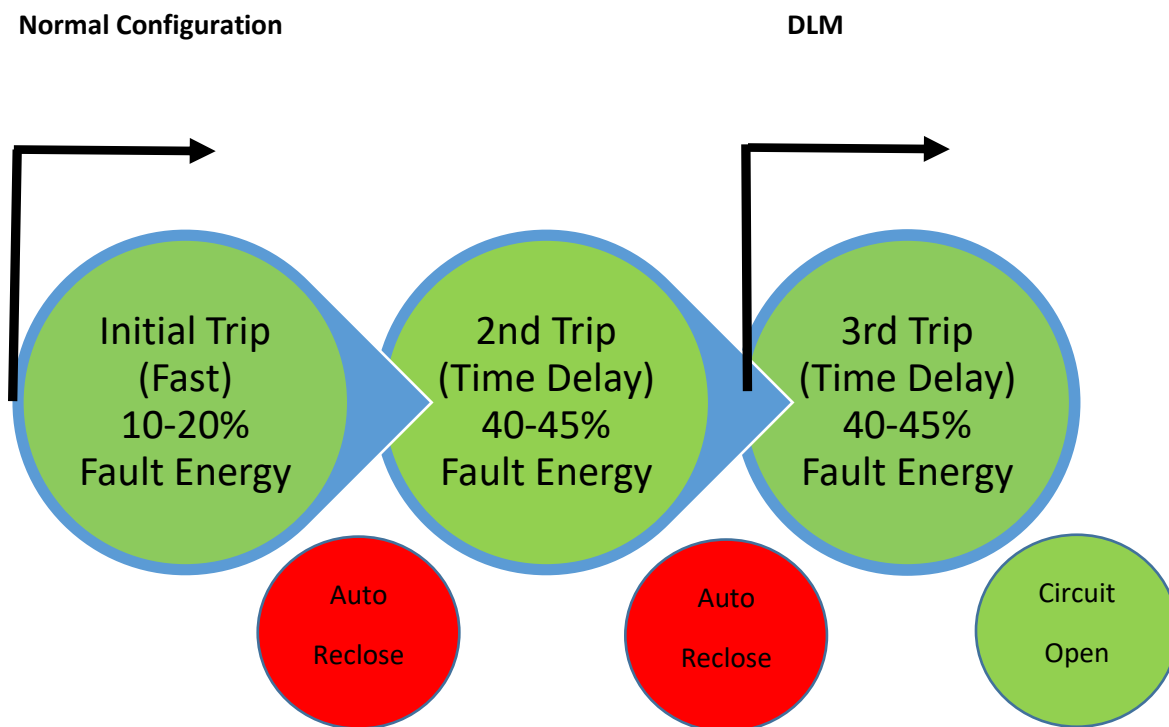 Normal Configuration
DLM
Initial Trip
(Fast)
10-20%
Fault Energy
2nd Trip
(Time Delay)
40-45%
Fault Energy
3rd Trip
(Time Delay)
40-45%
Fault Energy
Auto
Reclose
Auto
Reclose
Circuit
Open